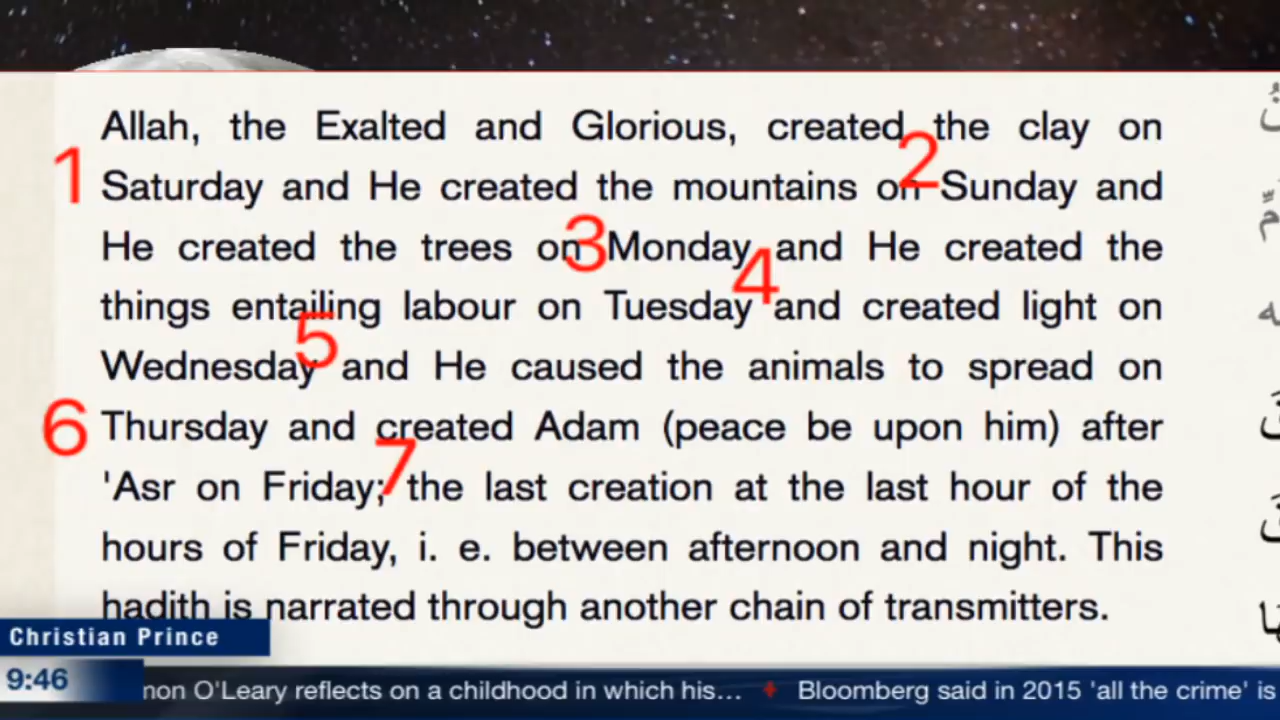 Allah, the Exalted and Glorious, created the clay on
1 Saturday and He created the mountains on 2 Sunday and
He created the trees on 3 Monday and He created the
things entailing labour on Tuesday 4 and created light on
Wednesday 5 and He caused the animals to spread on
6 Thursday and created Adam (peace be upon him) after
'Asr on Friday; 7 the last creation at the last hour of the
hours of Friday, i. e. between afternoon and night. This
hadith is narrated through another chain of transmitters.
Christian Prince
9:46
O'Leary reflects on a childhood in which his... Bloomberg said in 2015 'all the crime' is